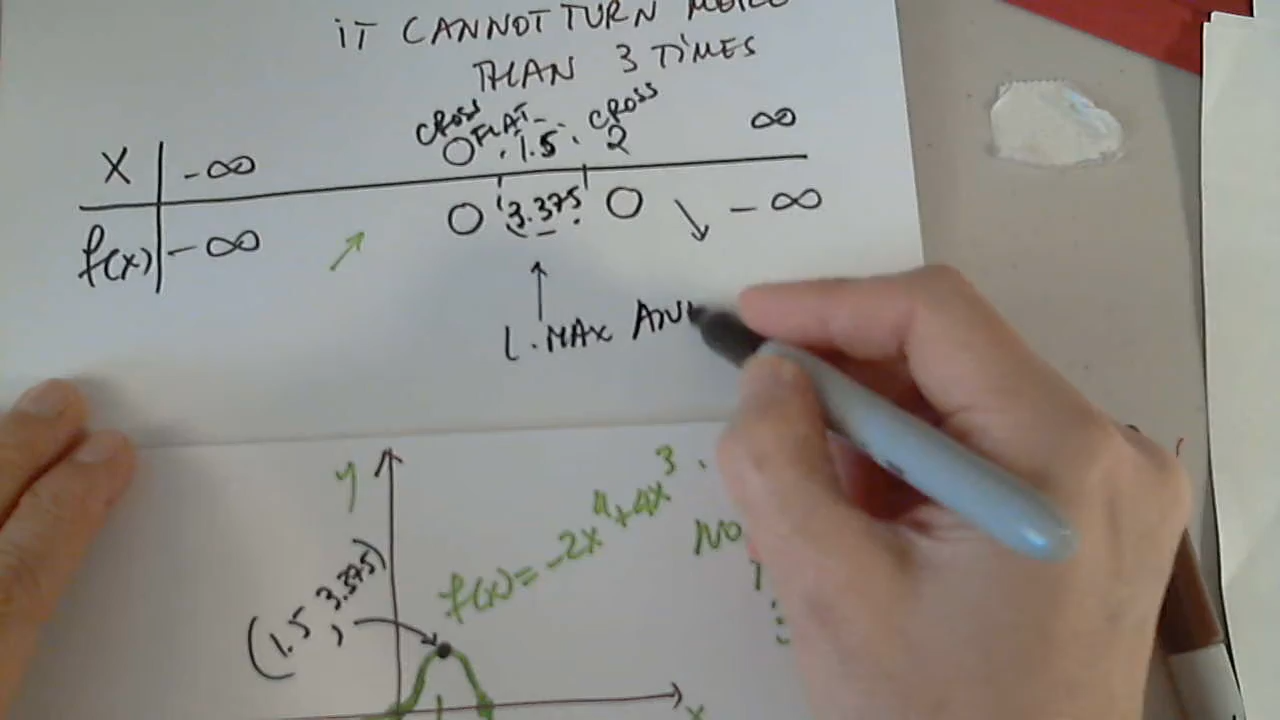 iT CANNOT TURN MORE
THAN 3 TIMES
CROSS FLAT CROSS
X -∞ 0 1.5 2 ∞
f(x) -∞ 0 3.375 0 -∞
L. MAX AN
y
f(x) = -2x⁴+4x³
NO
(1.5, 3.375)
x